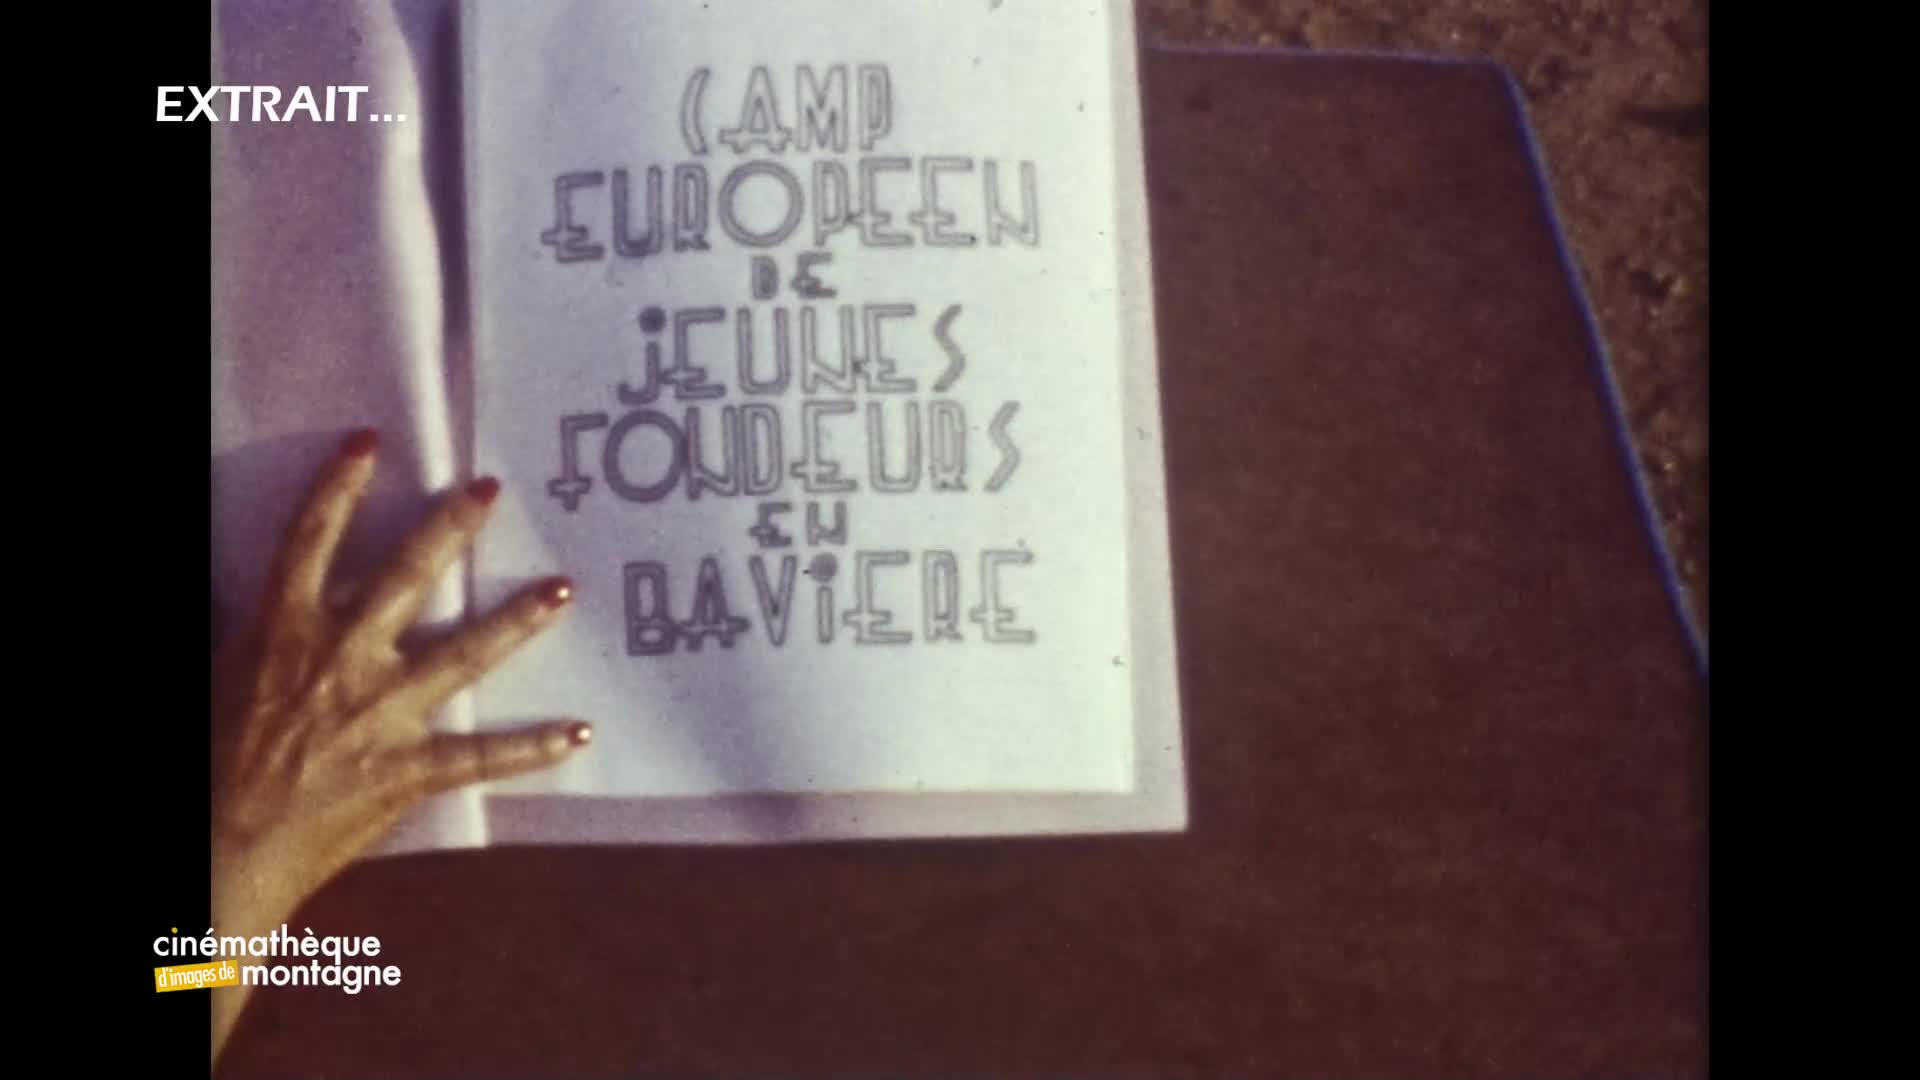 EXTRAIT...
CAMP
EUROPEEN
DE
jEUNES
FONDEURS
EN
BAViERE
cinémathèque
d'images de montagne